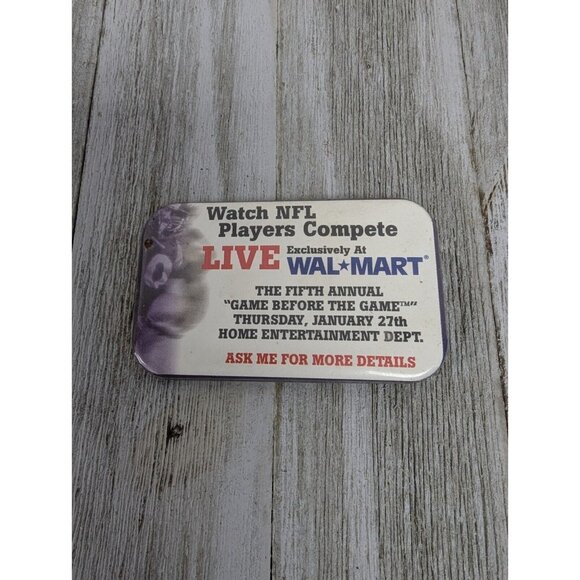 Watch NFL
Players Compete
LIVE Exclusively At WAL★MART®
THE FIFTH ANNUAL
"GAME BEFORE THE GAME™"
THURSDAY, JANUARY 27th
HOME ENTERTAINMENT DEPT.
ASK ME FOR MORE DETAILS